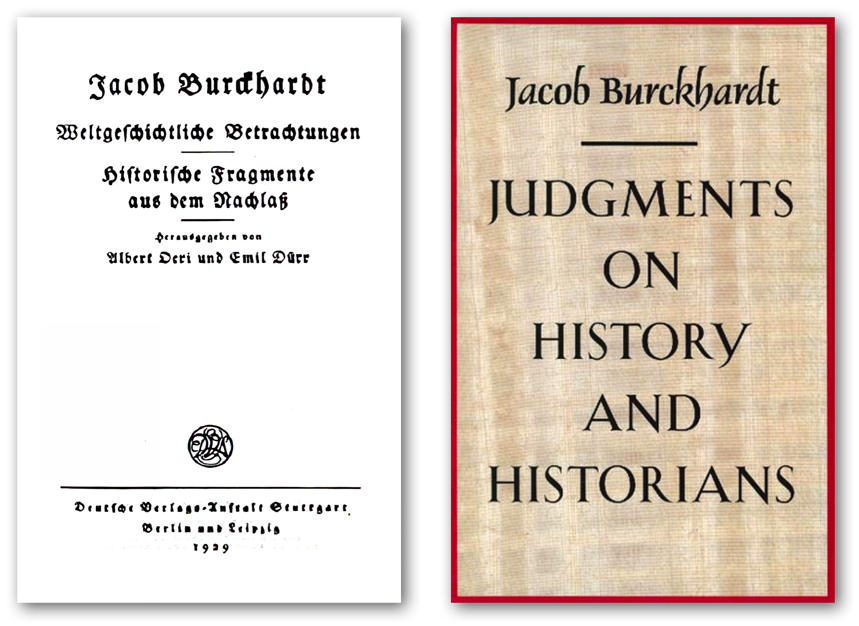 Jacob Burckhardt
Weltgeschichtliche Betrachtungen
Historische Fragmente
aus dem Nachlaß
Herausgegeben von
Albert Oeri und Emil Dürr
Deutsche Verlags-Anstalt Stuttgart
Berlin und Leipzig
1929
Jacob Burckhardt
JUDGMENTS
ON
HISTORY
AND
HISTORIANS